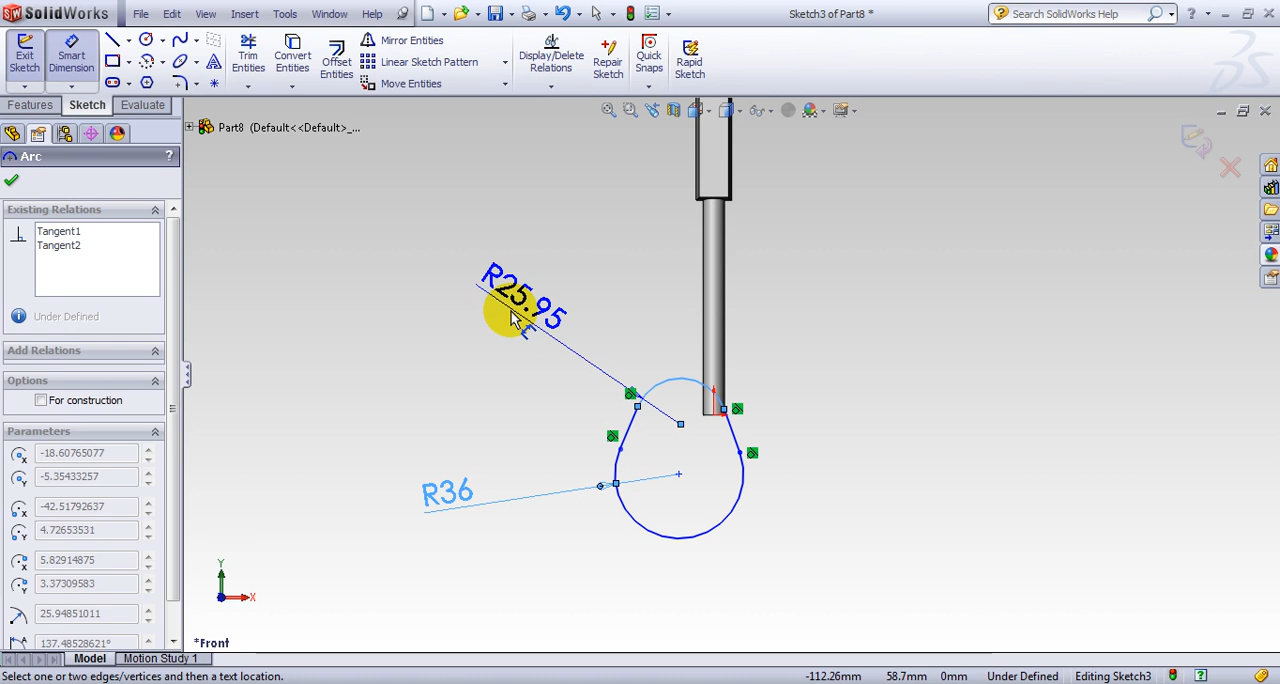 SolidWorks File Edit View Insert Tools Window Help Sketch3 of Part8 * Search SolidWorks Help
Exit Sketch
Smart Dimension
Trim Entities
Convert Entities
Offset Entities
Mirror Entities
Linear Sketch Pattern
Move Entities
Display/Delete Relations
Repair Sketch
Quick Snaps
Rapid Sketch
Features Sketch Evaluate
Part8 (Default<<Default>_...
Arc ?
Existing Relations
Tangent1
Tangent2
Under Defined
Add Relations
Options
For construction
Parameters
-18.60765077
-5.35433257
-42.51792637
4.72653531
5.82914875
3.37309583
25.94851011
137.48528621°
R25.95
R36
Y
X
*Front
Model Motion Study 1
Select one or two edges/vertices and then a text location. -112.26mm 58.7mm 0mm Under Defined Editing Sketch3